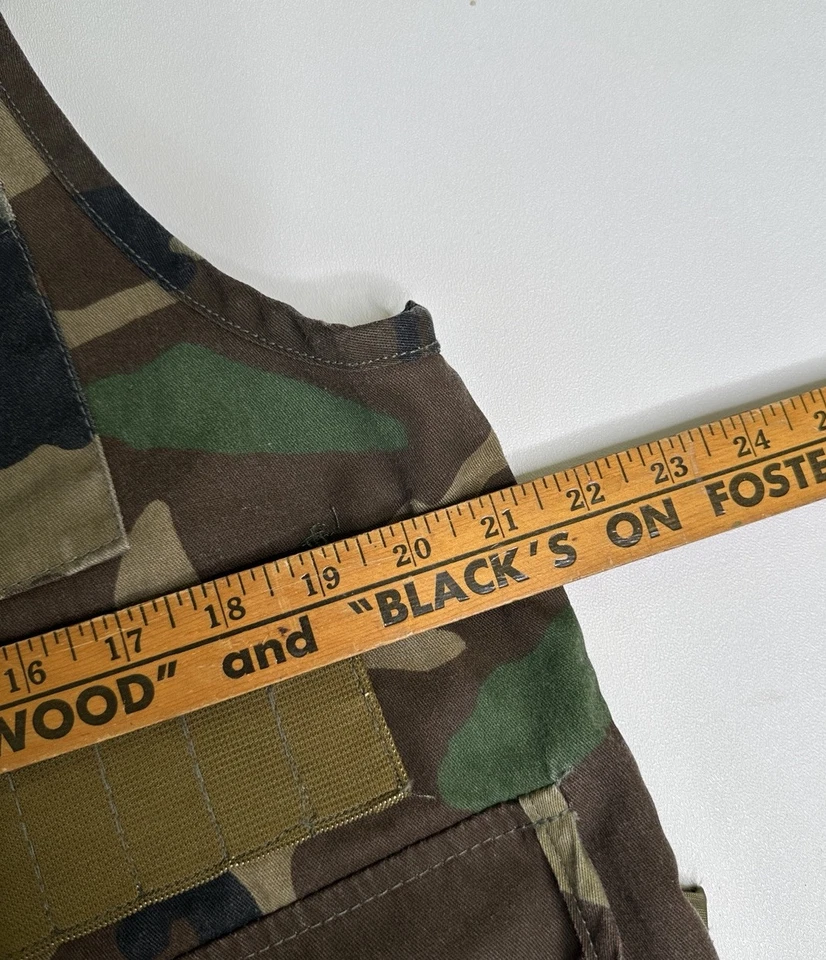 16 17 18 19 20 21 22 23 24
WOOD" and "BLACK'S ON FOSTE